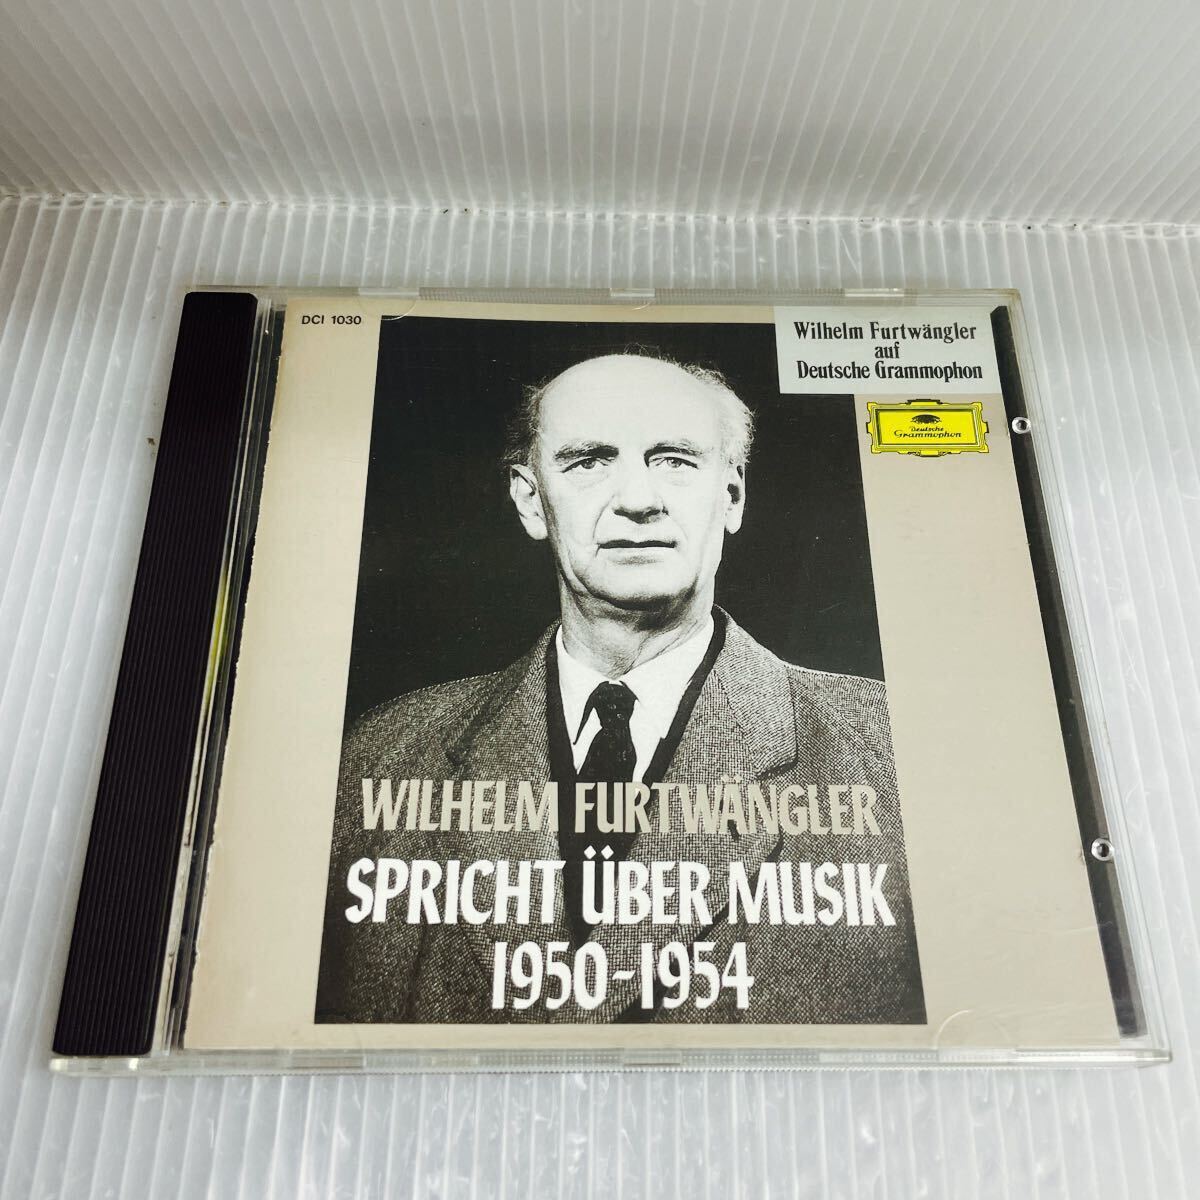 DCI 1030
Wilhelm Furtwängler
auf
Deutsche Grammophon
Deutsche
Grammophon
WILHELM FURTWÄNGLER
SPRICHT ÜBER MUSIK
1950~1954